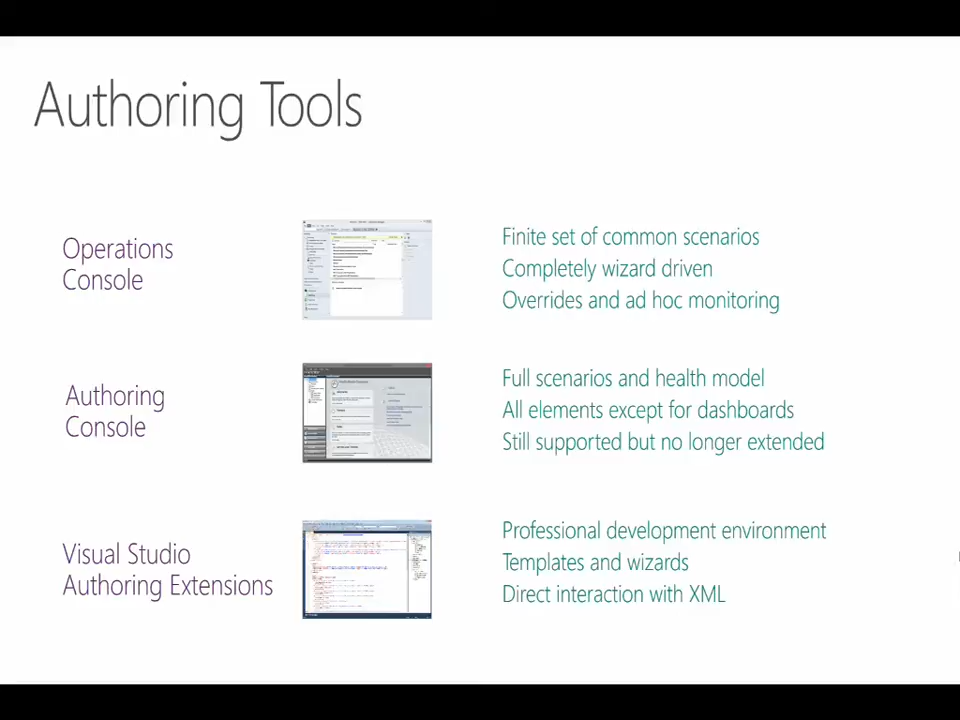 Authoring Tools
Operations
Console
Finite set of common scenarios
Completely wizard driven
Overrides and ad hoc monitoring
Authoring
Console
Full scenarios and health model
All elements except for dashboards
Still supported but no longer extended
Visual Studio
Authoring Extensions
Professional development environment
Templates and wizards
Direct interaction with XML